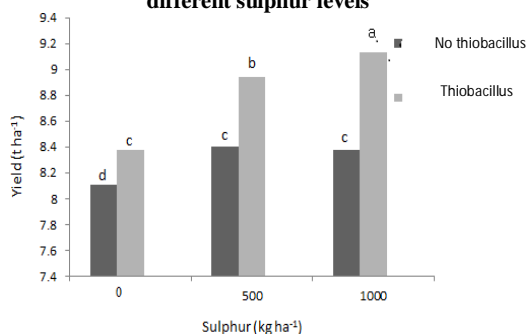 different sulphur levels
9.4
9.2
9
8.8
8.6
8.4
8.2
8
7.8
7.6
7.4
Yield (t ha⁻¹)
d
c
c
b
c
a
0
500
1000
Sulphur (kg ha⁻¹)
No thiobacillus
Thiobacillus